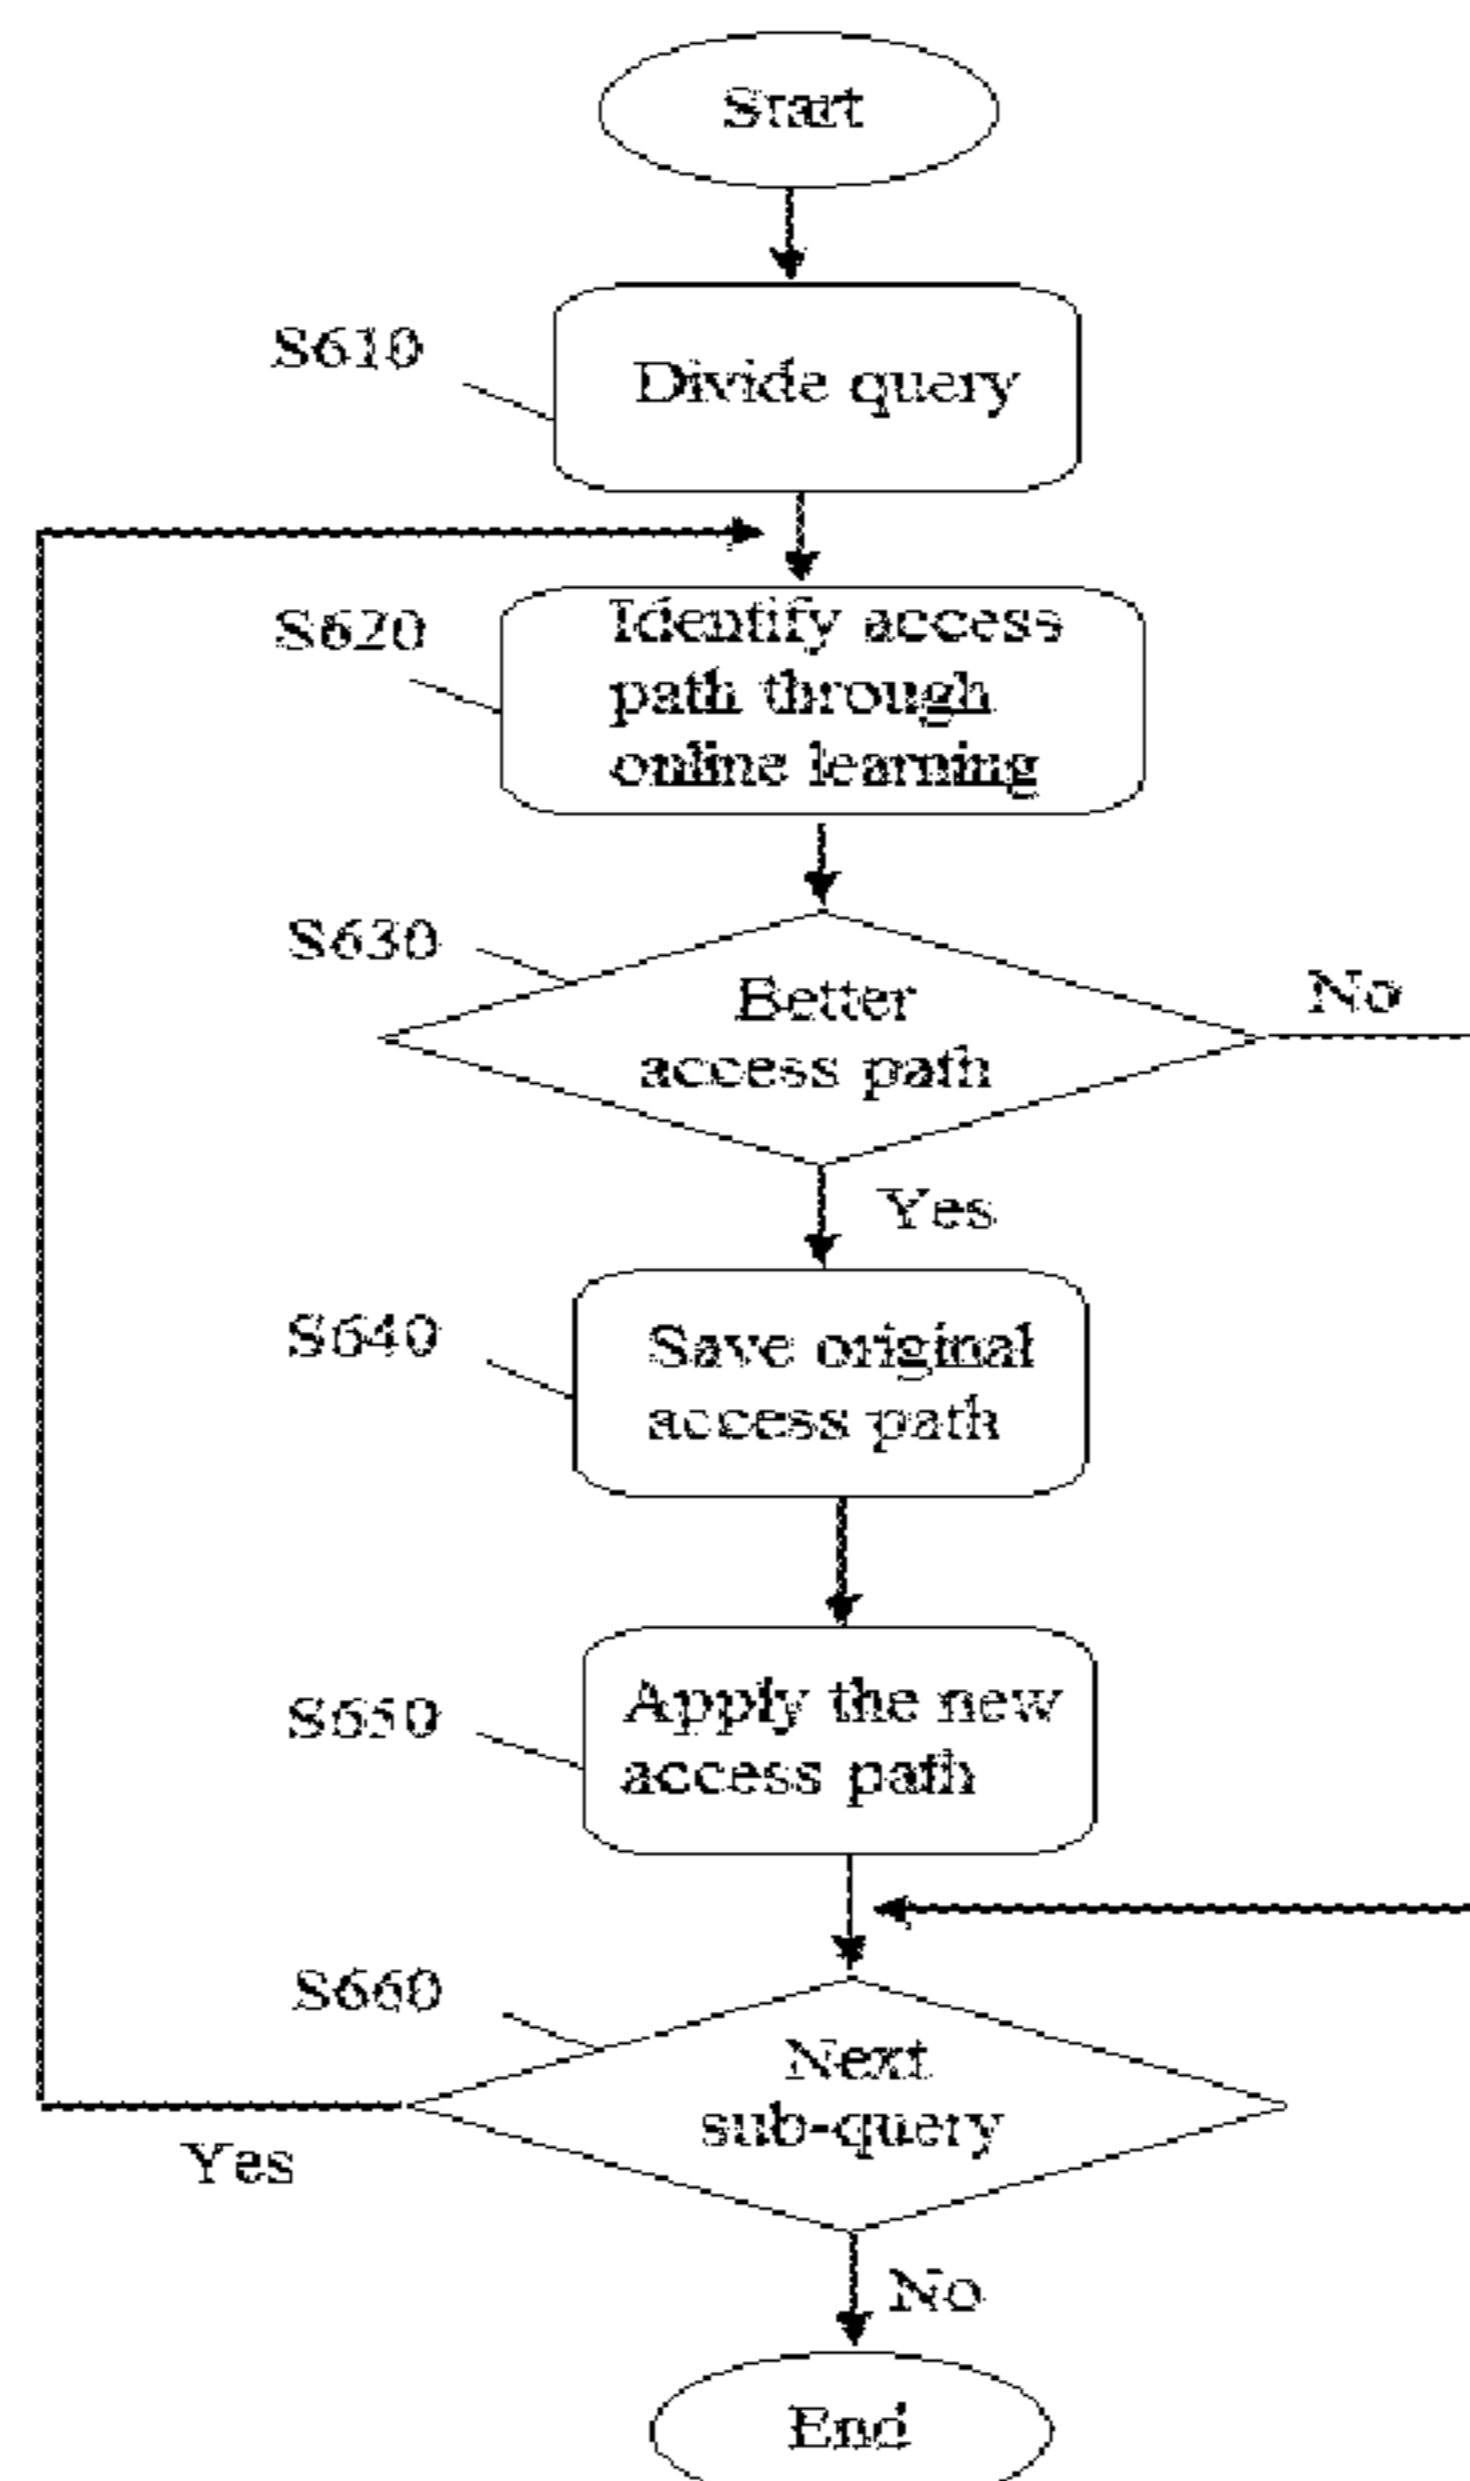 Start
S610
Divide query
S620
Identify access
path through
online learning
S630
Better
access path
No
Yes
S640
Save original
access path
S650
Apply the new
access path
S660
Next
sub-query
Yes
No
End